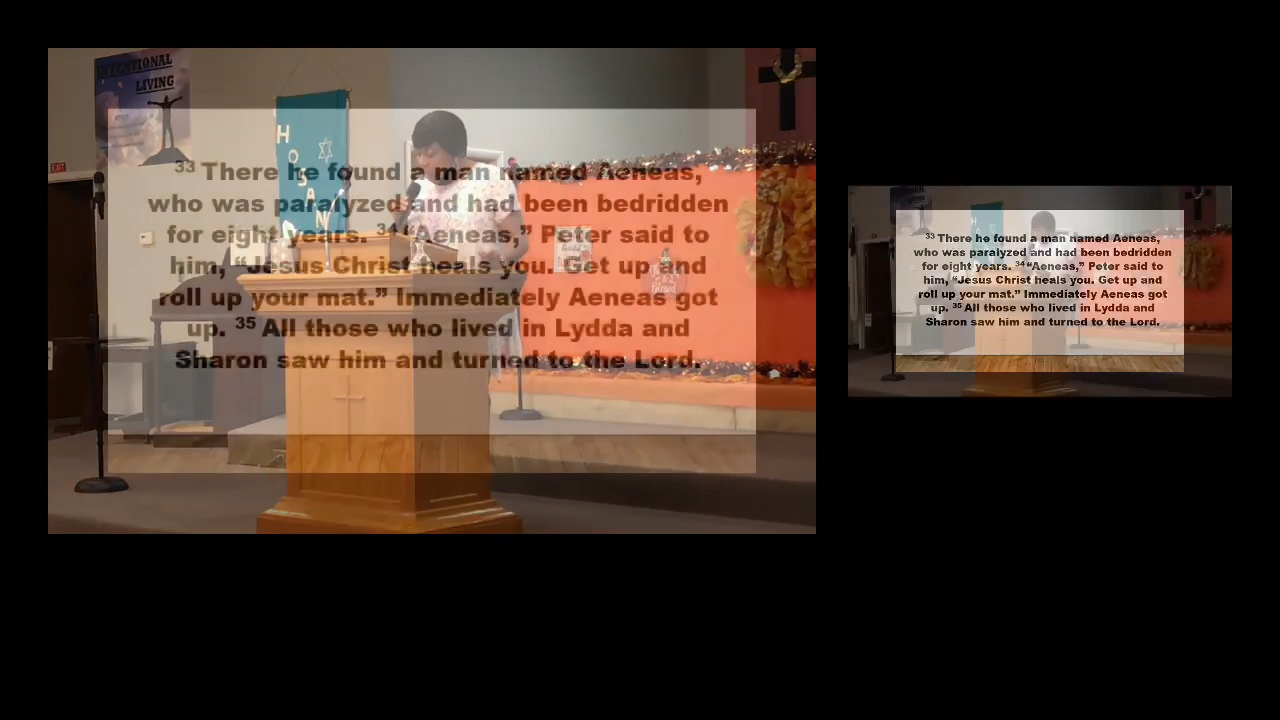 INTENTIONAL
LIVING
EXIT
HOSAN
33 There he found a man named Aeneas,
who was paralyzed and had been bedridden
for eight years. 34 “Aeneas,” Peter said to
him, “Jesus Christ heals you. Get up and
roll up your mat.” Immediately Aeneas got
up. 35 All those who lived in Lydda and
Sharon saw him and turned to the Lord.
33 There he found a man named Aeneas,
who was paralyzed and had been bedridden
for eight years. 34 “Aeneas,” Peter said to
him, “Jesus Christ heals you. Get up and
roll up your mat.” Immediately Aeneas got
up. 35 All those who lived in Lydda and
Sharon saw him and turned to the Lord.